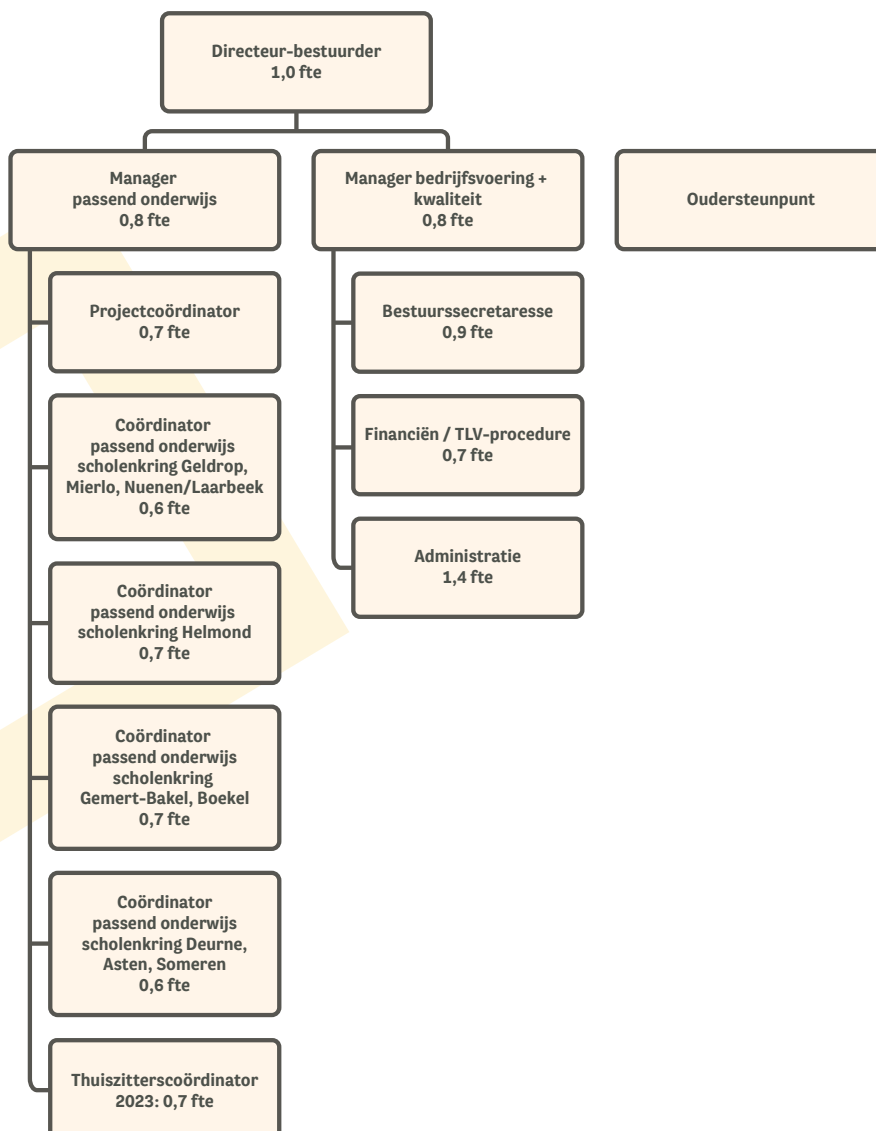 Directeur-bestuurder
1,0 fte
Manager
passend onderwijs
0,8 fte
Manager bedrijfsvoering +
kwaliteit
0,8 fte
Oudersteunpunt
Projectcoördinator
0,7 fte
Coördinator
passend onderwijs
scholenkring Geldrop,
Mierlo, Nuenen/Laarbeek
0,6 fte
Coördinator
passend onderwijs
scholenkring Helmond
0,7 fte
Coördinator
passend onderwijs
scholenkring
Gemert-Bakel, Boekel
0,7 fte
Coördinator
passend onderwijs
scholenkring Deurne,
Asten, Someren
0,6 fte
Thuiszitterscoördinator
2023: 0,7 fte
Bestuurssecretaresse
0,9 fte
Financiën / TLV-procedure
0,7 fte
Administratie
1,4 fte